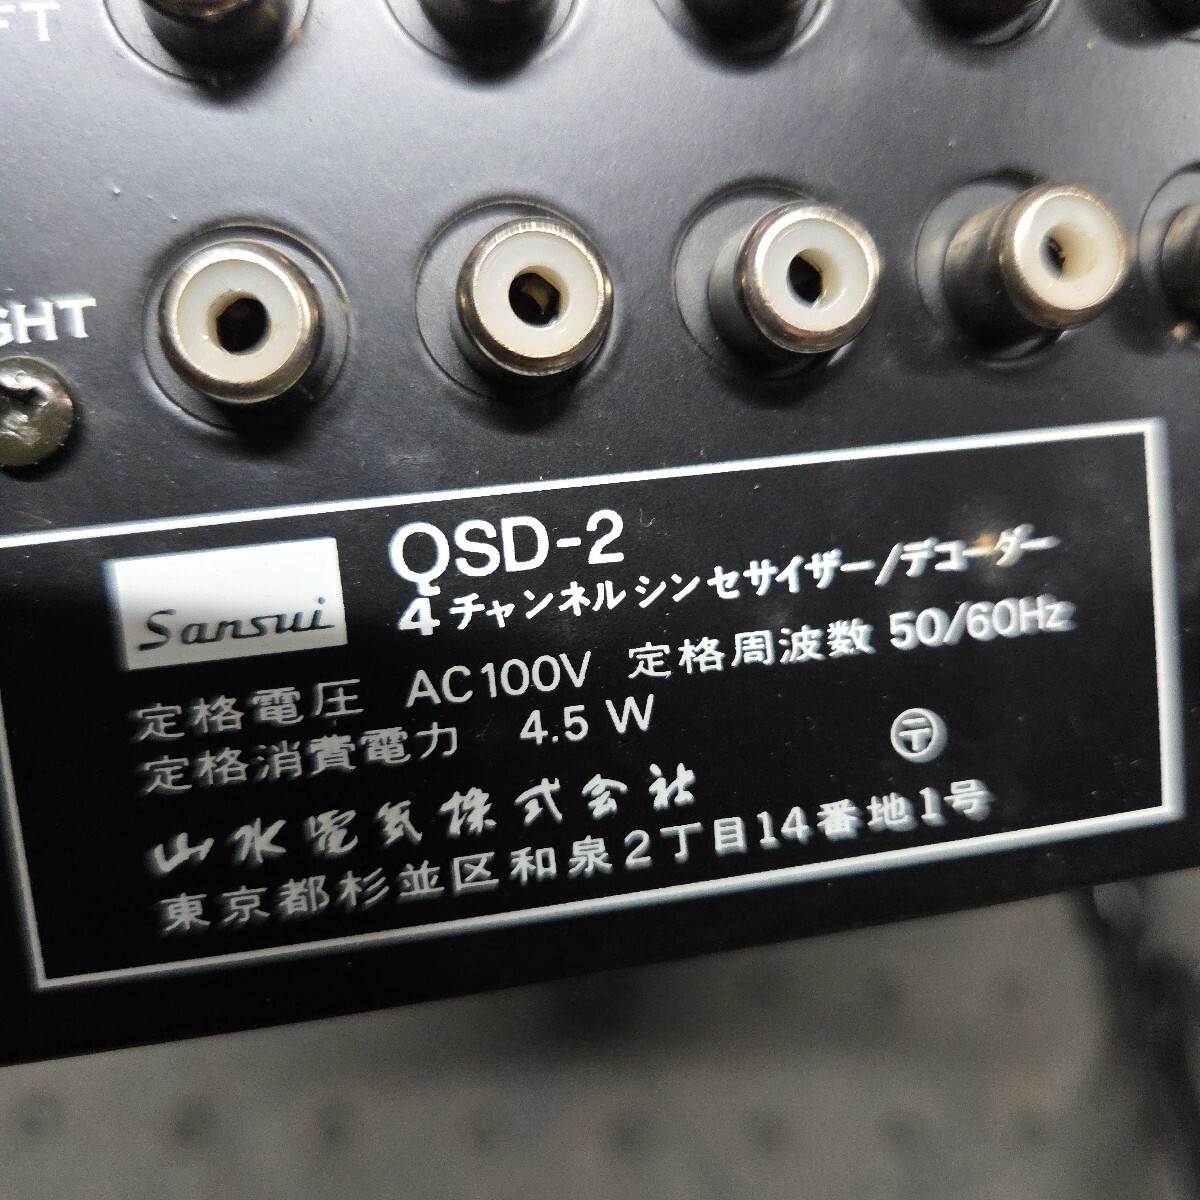 QSD-2
4チャンネルシンセサイザー/デコーダー
Sansui
定格電圧 AC100V 定格周波数 50/60Hz
定格消費電力 4.5W
〒
山水電気株式会社
東京都杉並区和泉2丁目14番地1号